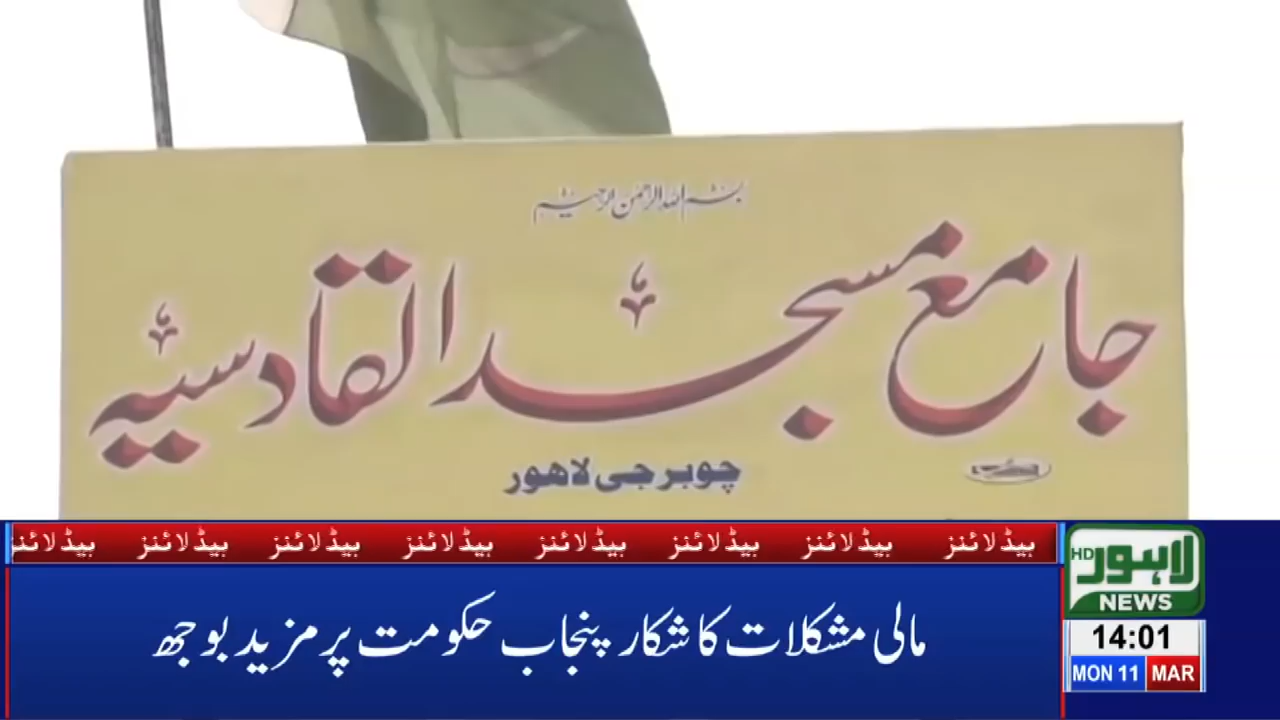 بسم اللہ الرحمن الرحیم
جامع مسجد القادسیہ
چوبرجی لاہور
ہیڈلائنز ہیڈلائنز ہیڈلائنز ہیڈلائنز ہیڈلائنز ہیڈلائنز ہیڈلائنز ہیڈلائنز
HD لاہور
NEWS
مالی مشکلات کا شکار پنجاب حکومت پر مزید بوجھ
14:01
MON 11 MAR